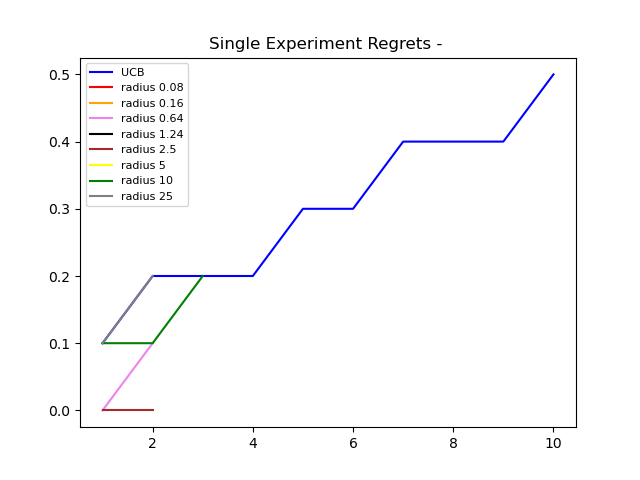 Single Experiment Regrets -
UCB
radius 0.08
radius 0.16
radius 0.64
radius 1.24
radius 2.5
radius 5
radius 10
radius 25
0.5
0.4
0.3
0.2
0.1
0.0
2 4 6 8 10